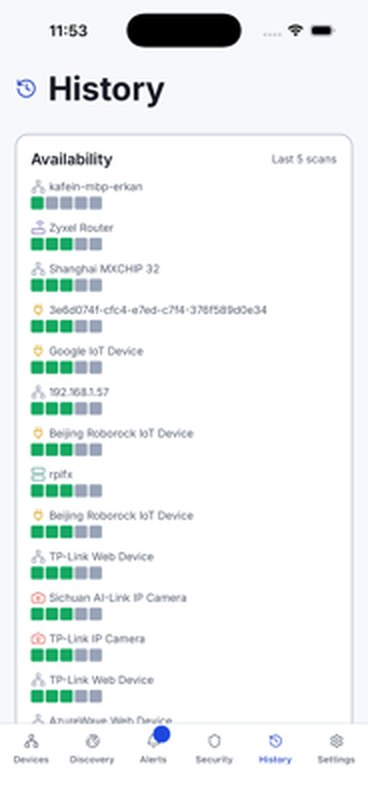 11:53
History
Availability
Last 5 scans
kafein-mbp-erkan
Zyxel Router
Shanghai MXCHIP 32
3e6d074f-cfc4-e7ed-c7f4-376f589d0e34
Google IoT Device
192.168.1.57
Beijing Roborock IoT Device
rpifx
Beijing Roborock IoT Device
TP-Link Web Device
Sichuan AI-Link IP Camera
TP-Link IP Camera
TP-Link Web Device
AzureWave Web Device
Devices
Discovery
Alerts
Security
History
Settings